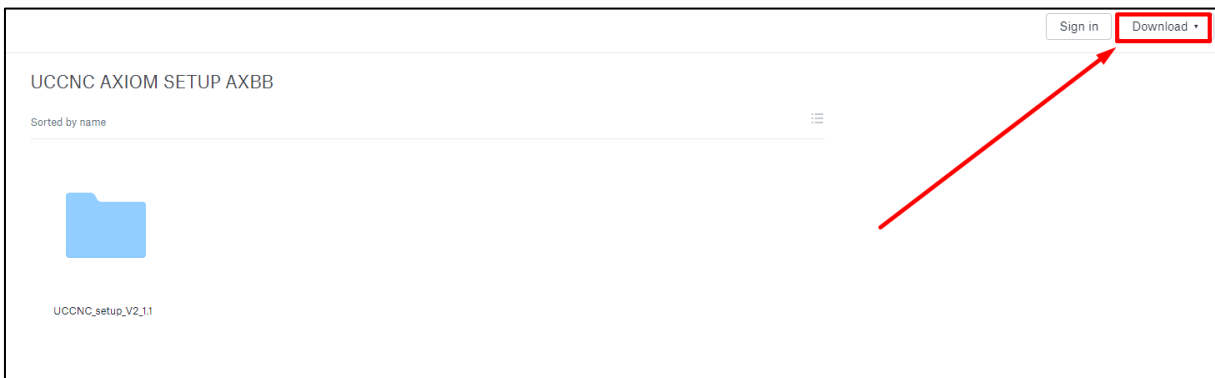 Sign in
Download
UCCNC AXIOM SETUP AXBB
Sorted by name
UCCNC_setup_V2_1.1